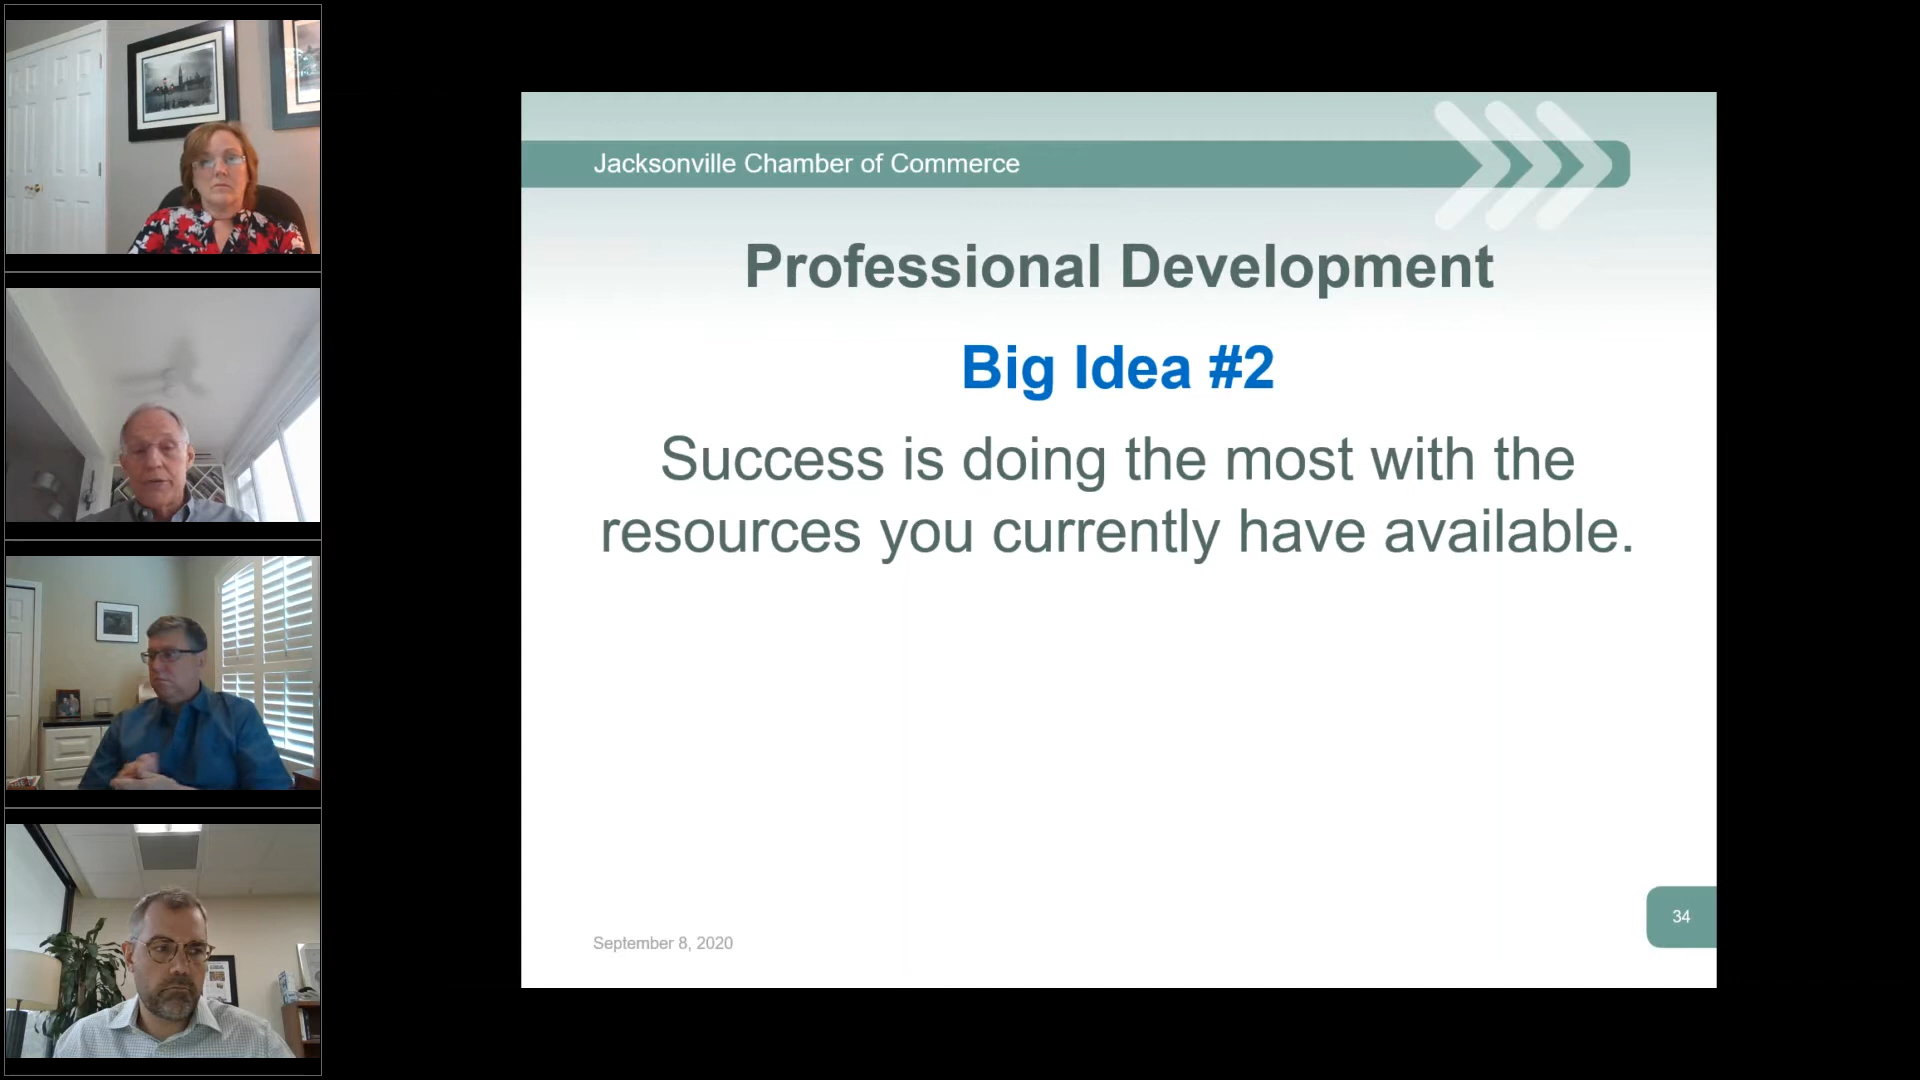 Jacksonville Chamber of Commerce
Professional Development
Big Idea #2
Success is doing the most with the
resources you currently have available.
September 8, 2020
34